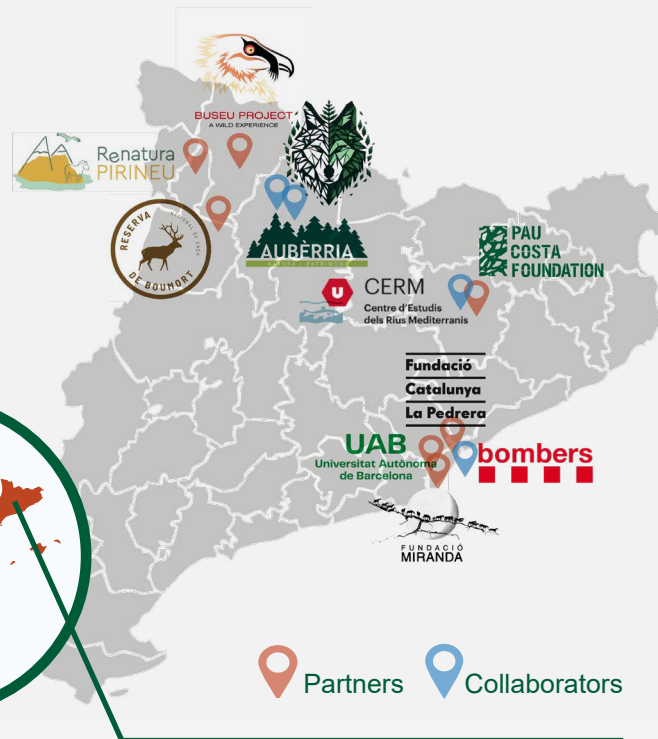 BUSEU PROJECT
A WILD EXPERIENCE
Renatura
PIRINEU
RESERVA
DE BOUMORT
AUBÈRRIA
PAU
COSTA
FOUNDATION
U
CERM
Centre d'Estudis
dels Rius Mediterranis
Fundació
Catalunya
La Pedrera
UAB
Universitat Autònoma
de Barcelona
bombers
FUNDACIÓ
MIRANDA
Partners
Collaborators